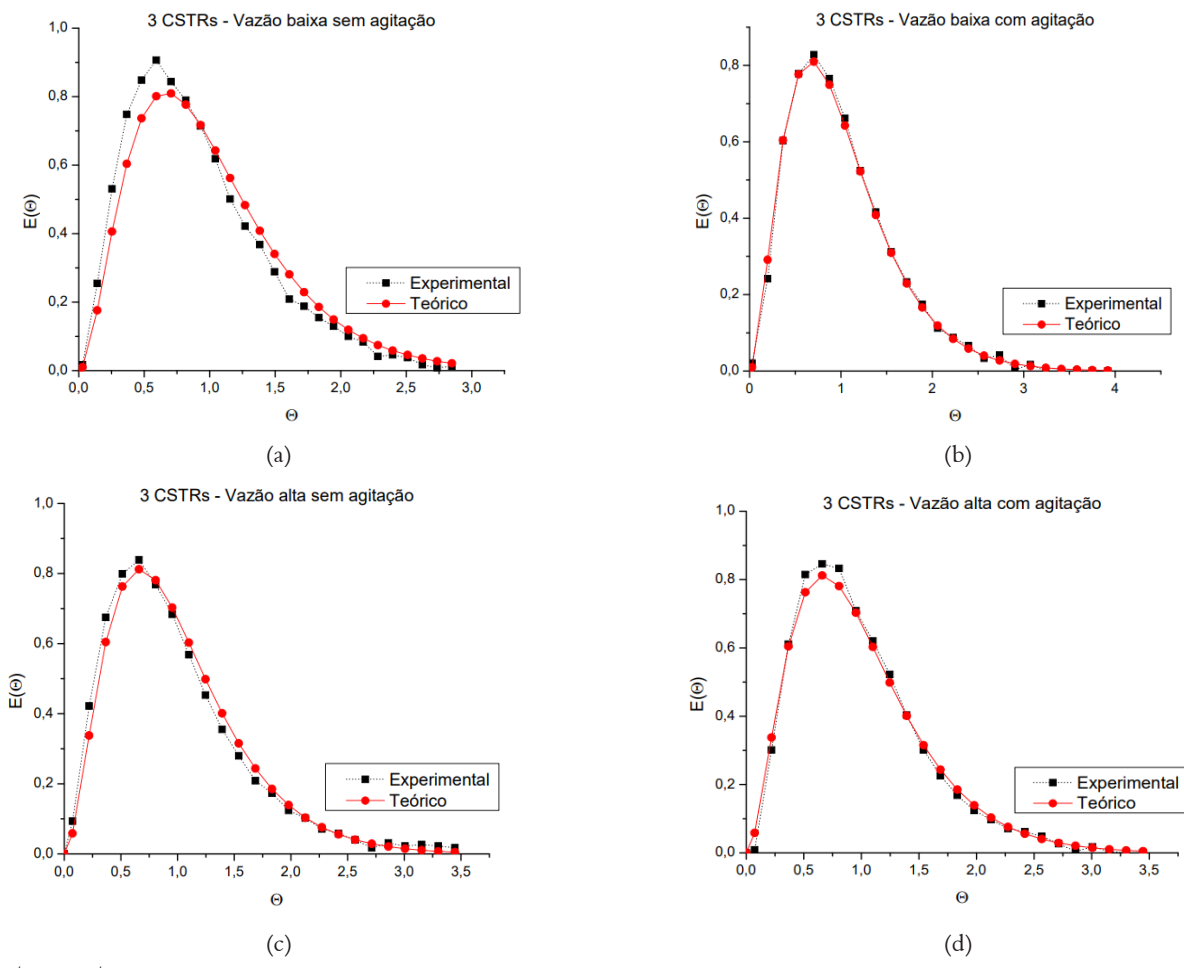 3 CSTRs - Vazão baixa sem agitação
1,0
0,8
0,6
0,4
0,2
0,0
E(Θ)
Experimental
Teórico
0,0 0,5 1,0 1,5 2,0 2,5 3,0
Θ
(a)
3 CSTRs - Vazão baixa com agitação
0,8
0,6
0,4
0,2
0,0
E(Θ)
Experimental
Teórico
0 1 2 3 4
Θ
(b)
3 CSTRs - Vazão alta sem agitação
1,0
0,8
0,6
0,4
0,2
0,0
E(Θ)
Experimental
Teórico
0,0 0,5 1,0 1,5 2,0 2,5 3,0 3,5
Θ
(c)
3 CSTRs - Vazão alta com agitação
1,0
0,8
0,6
0,4
0,2
0,0
E(Θ)
Experimental
Teórico
0,0 0,5 1,0 1,5 2,0 2,5 3,0 3,5
Θ
(d)